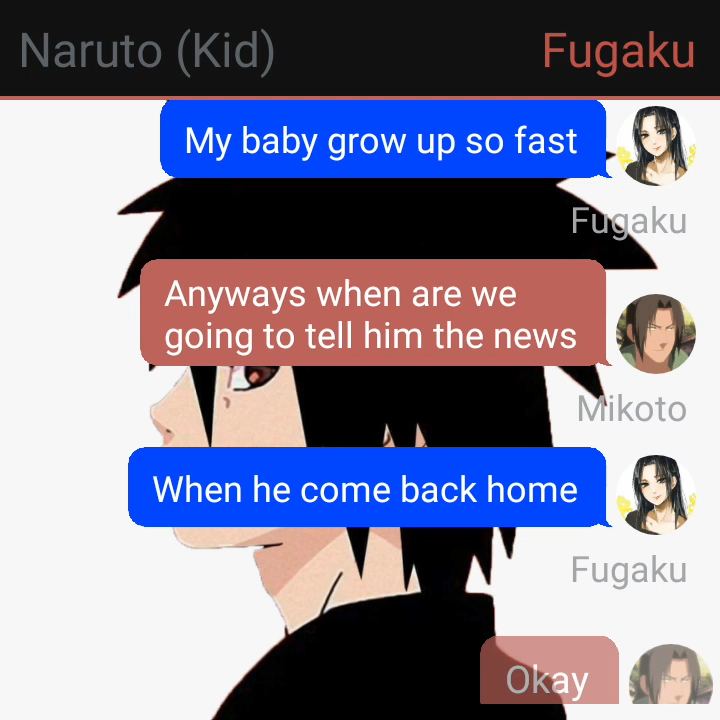 Naruto (Kid)
Fugaku
My baby grow up so fast
Fugaku
Anyways when are we
going to tell him the news
Mikoto
When he come back home
Fugaku
Okay